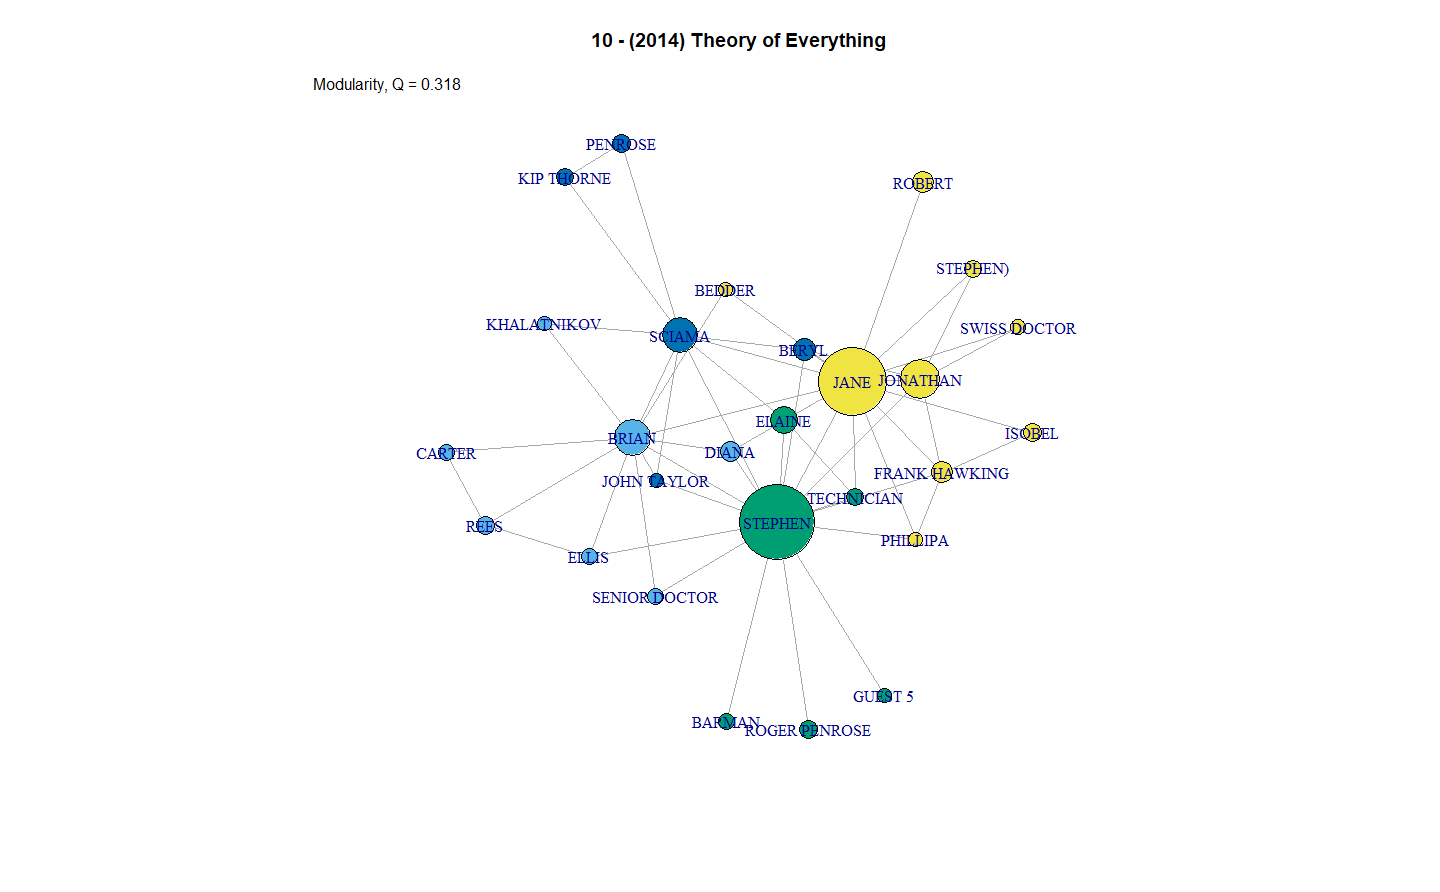 10 - (2014) Theory of Everything
Modularity, Q = 0.318
PENROSE
KIP THORNE
ROBERT
STEPHEN)
BEDDER
KHALATNIKOV
SWISS DOCTOR
SCIAMA
BERYL
JANE
JONATHAN
ELAINE
ISOBEL
BRIAN
CARTER
DIANA
FRANK HAWKING
JOHN TAYLOR
TECHNICIAN
STEPHEN
REES
PHILLIPA
ELLIS
SENIOR DOCTOR
GUEST 5
BARMAN
ROGER PENROSE